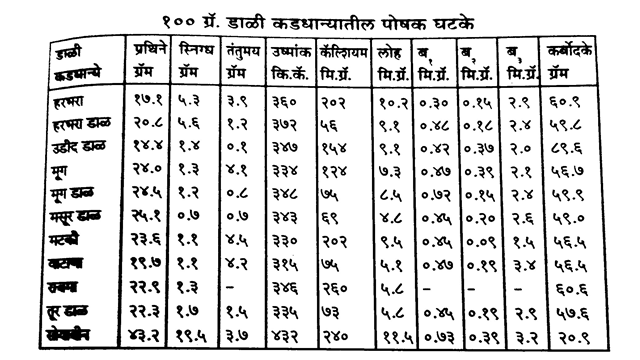 १०० ग्रॅ. डाळी कडधान्यातील पोषक घटके
डाळी कडधान्ये प्रथिने ग्रॅम स्निग्ध ग्रॅम तंतुमय ग्रॅम उष्मांक कि.कॅ. कॅल्शियम मि.ग्रॅ. लोह मि.ग्रॅ. ब१ मि.ग्रॅ. ब२ मि.ग्रॅ. ब३ मि.ग्रॅ. कर्बोदके ग्रॅम
हरभरा १७.१ ५.३ ३.९ ३६० २०२ १०.२ ०.३० ०.१५ २.९ ६०.९
हरभरा डाळ २०.८ ५.६ १.२ ३७२ ५६ ९.१ ०.४८ ०.१८ २.४ ५९.८
उडीद डाळ १४.४ १.४ ०.१ ३४७ १५४ ९.१ ०.४२ ०.३७ २.० ८९.६
मूग २४.० १.३ ४.१ ३३४ १२४ ७.३ ०.४७ ०.३९ २.१ ५६.७
मूग डाळ २४.५ १.२ ०.८ ३४८ ७५ ८.५ ०.७२ ०.१५ २.४ ५९.९
मसूर डाळ २५.१ ०.७ ०.७ ३४३ ६९ ४.८ ०.४५ ०.२० २.६ ५९.०
मटकी २३.६ १.१ ४.५ ३३० २०२ ९.५ ०.४५ ०.०९ १.५ ५६.५
वाटाणा १९.७ १.१ ४.२ ३१५ ७५ ५.१ ०.४७ ०.१९ ३.४ ५६.५
राजमा २२.९ १.३ – ३४६ २६० ५.८ – – – ६०.६
तूर डाळ २२.३ १.७ १.५ ३३५ ७३ ५.८ ०.४५ ०.१९ २.९ ५७.६
सोयाबीन ४३.२ १९.५ ३.७ ४३२ २४० ११.५ ०.७३ ०.३९ ३.२ २०.९